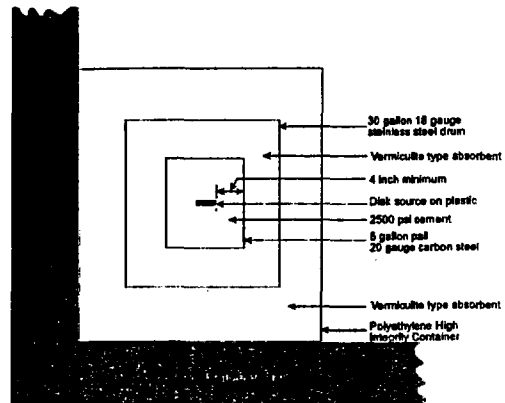 30 gallon 18 gauge
stainless steel drum
Vermiculite type absorbent
4 inch minimum
Disk source on plastic
2500 psi cement
5 gallon pail
20 gauge carbon steel
Vermiculite type absorbent
Polyethylene High
Integrity Container